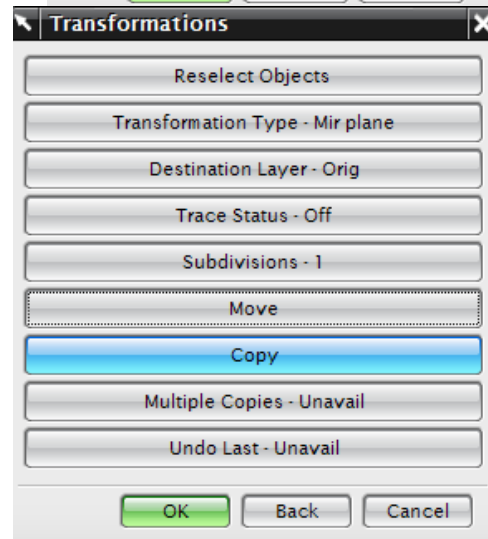 Transformations
Reselect Objects
Transformation Type - Mir plane
Destination Layer - Orig
Trace Status - Off
Subdivisions - 1
Move
Copy
Multiple Copies - Unavail
Undo Last - Unavail
OK Back Cancel